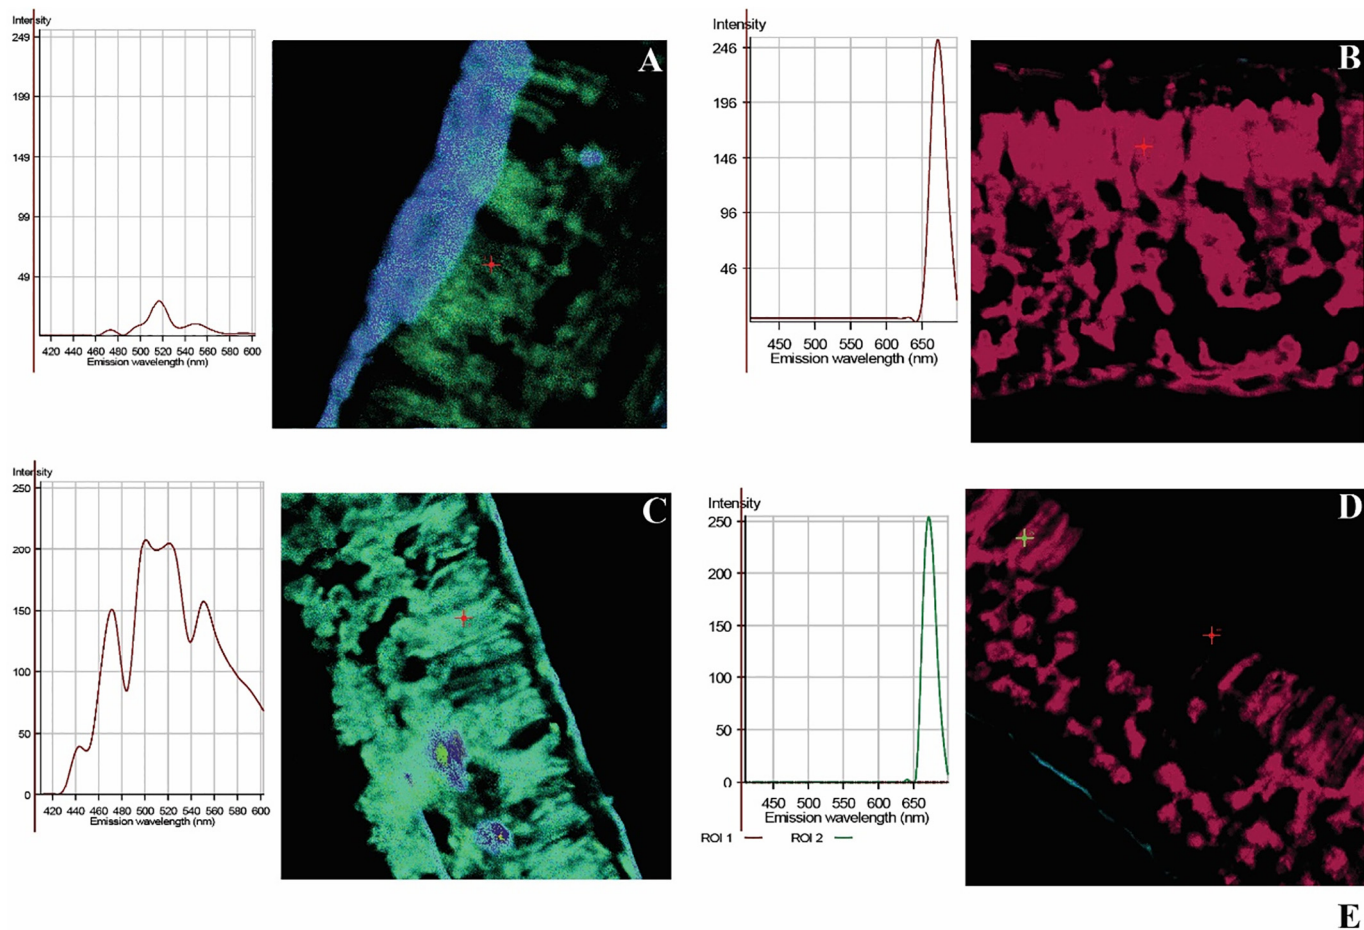 Intensity
249
199
149
99
49
420 440 460 480 500 520 540 560 580 600
Emission wavelength (nm)
A
Intensity
246
196
146
96
46
450 500 550 600 650
Emission wavelength (nm)
B
Intensity
250
200
150
100
50
0
420 440 460 480 500 520 540 560 580 600
Emission wavelength (nm)
C
Intensity
250
200
150
100
50
0
450 500 550 600 650
Emission wavelength (nm)
ROI 1 ROI 2
D
E